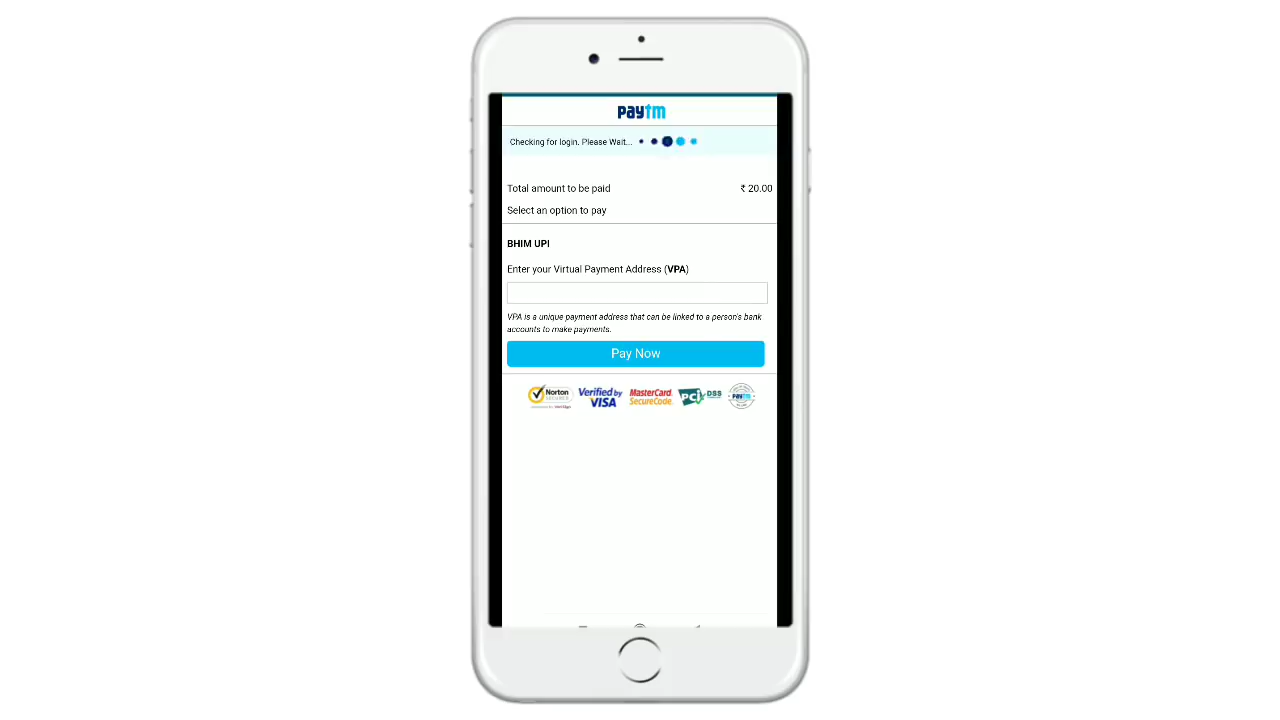 paytm
Checking for login. Please Wait...
Total amount to be paid ₹ 20.00
Select an option to pay
BHIM UPI
Enter your Virtual Payment Address (VPA)
VPA is a unique payment address that can be linked to a person's bank
accounts to make payments.
Pay Now
Norton
SECURED
Verified by
VISA
MasterCard.
SecureCode.
PCI DSS
PAYTM